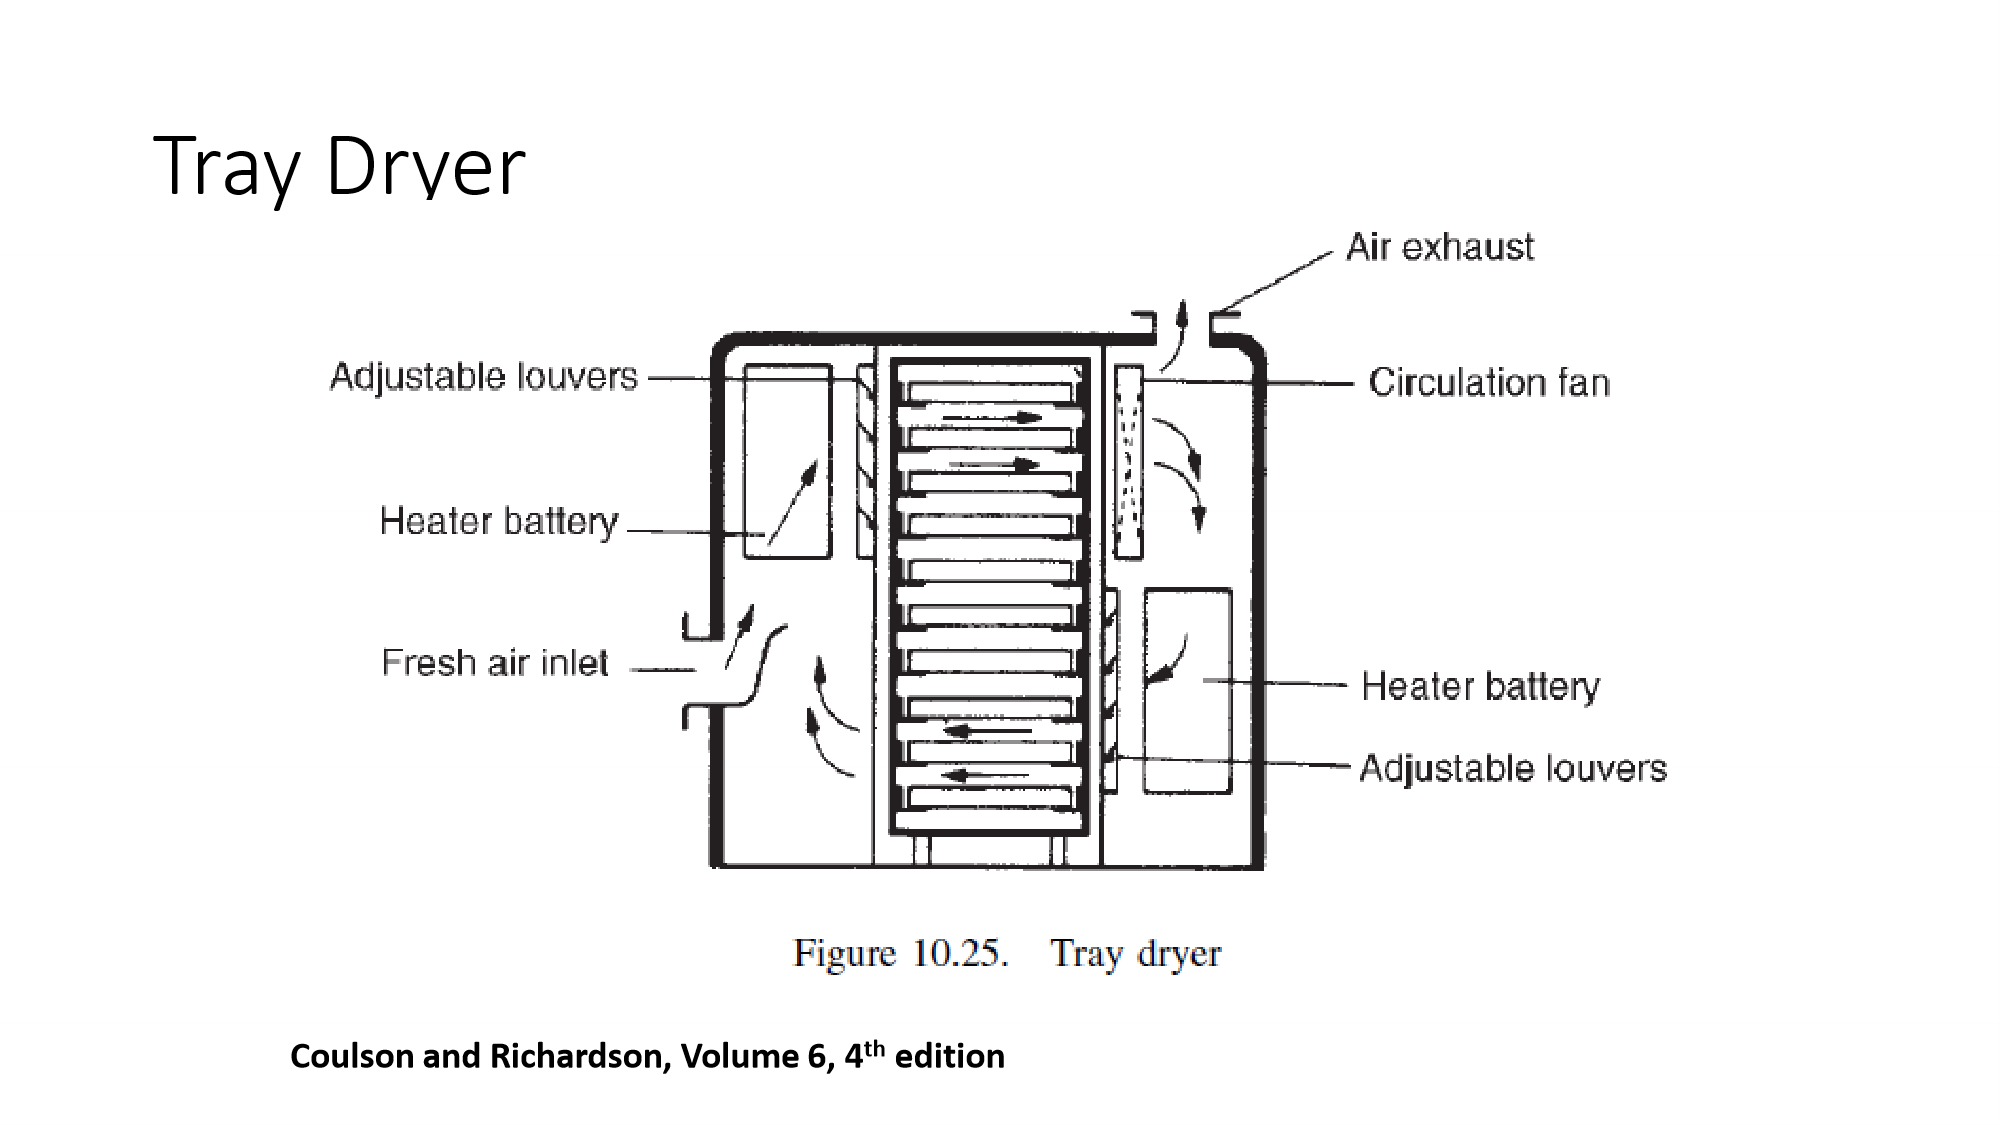 Tray Dryer
Air exhaust
Adjustable louvers
Circulation fan
Heater battery
Fresh air inlet
Heater battery
Adjustable louvers
Figure 10.25. Tray dryer
Coulson and Richardson, Volume 6, 4th edition